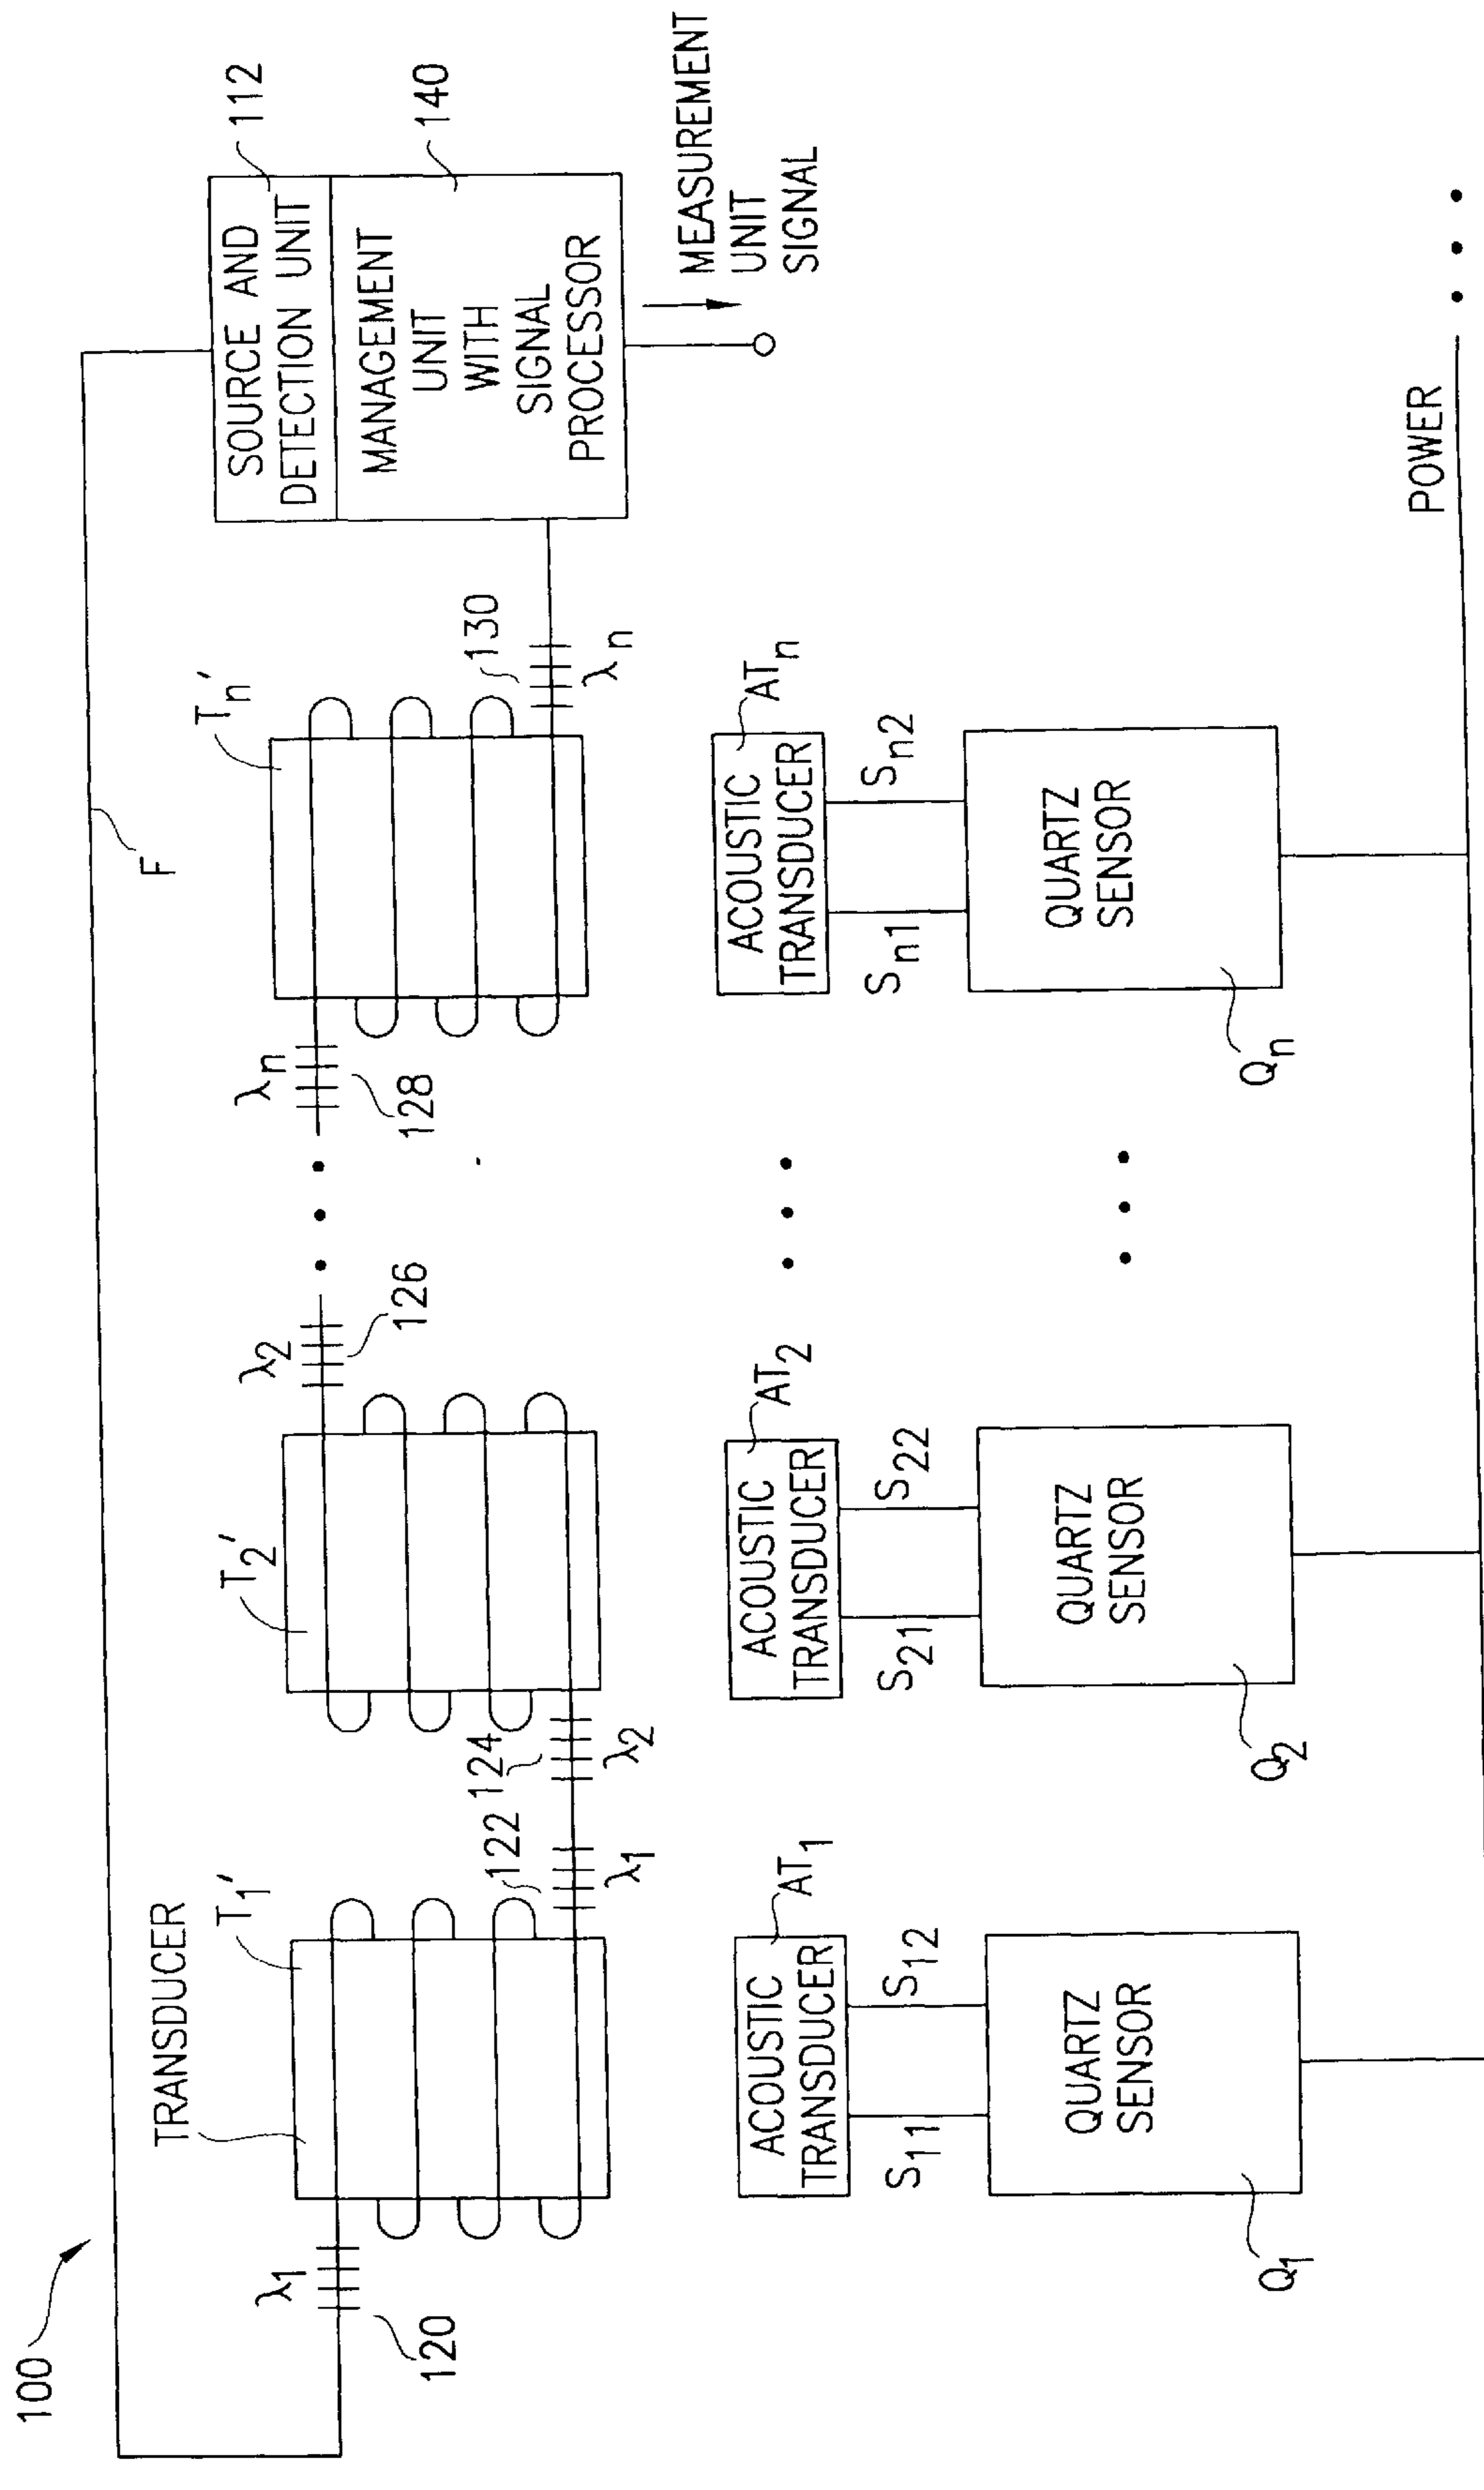 100
F
SOURCE AND
DETECTION UNIT
112
MANAGEMENT
UNIT
WITH
SIGNAL
PROCESSOR
140
MEASUREMENT
UNIT
SIGNAL
TRANSDUCER
T1'
T2'
Tn'
λ1
120
122
λ1
124
λ2
λ2
126
λn
128
130
λn
ACOUSTIC
TRANSDUCER
AT1
ACOUSTIC
TRANSDUCER
AT2
ACOUSTIC
TRANSDUCER
ATn
S11
S12
S21
S22
Sn1
Sn2
QUARTZ
SENSOR
Q1
QUARTZ
SENSOR
Q2
QUARTZ
SENSOR
Qn
POWER